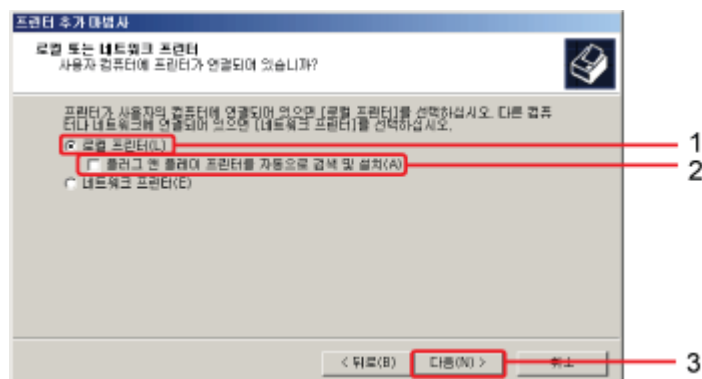 프린터 추가 마법사
로컬 또는 네트워크 프린터
사용자 컴퓨터에 프린터가 연결되어 있습니까?
프린터가 사용자의 컴퓨터에 연결되어 있으면 [로컬 프린터]를 선택하십시오. 다른 컴퓨
터나 네트워크에 연결되어 있으면 [네트워크 프린터]를 선택하십시오.
로컬 프린터(L)
1
플러그 앤 플레이 프린터를 자동으로 검색 및 설치(A)
2
네트워크 프린터(E)
< 뒤로(B) 다음(N) > 취소
3